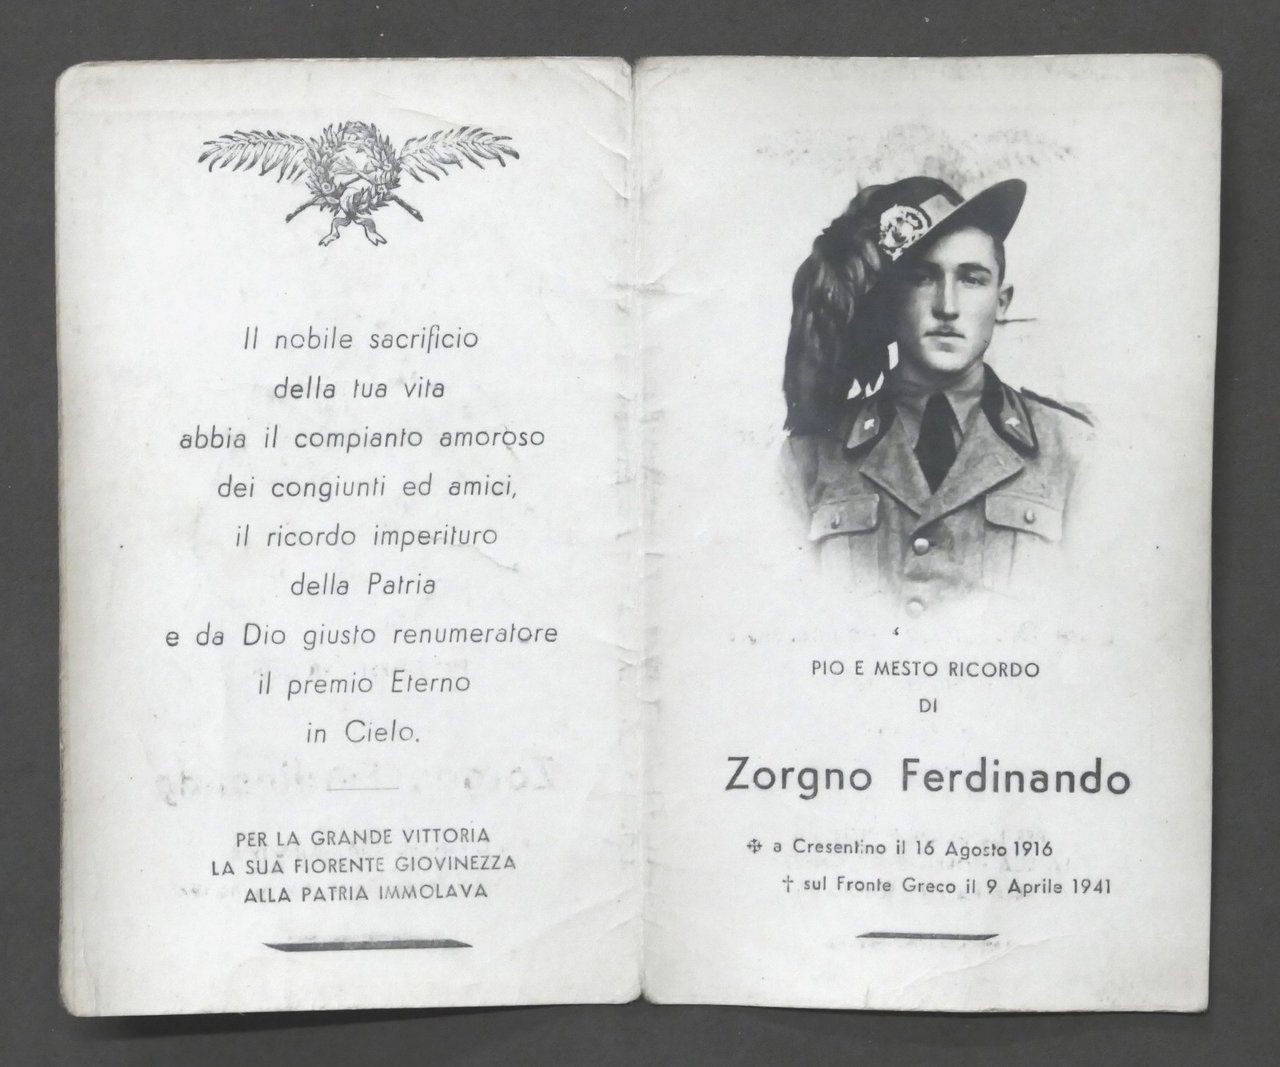 Il nobile sacrificio
della tua vita
abbia il compianto amoroso
dei congiunti ed amici,
il ricordo imperituro
della Patria
e da Dio giusto renumeratore
il premio Eterno
in Cielo.
PER LA GRANDE VITTORIA
LA SUA FIORENTE GIOVINEZZA
ALLA PATRIA IMMOLAVA
PIO E MESTO RICORDO
DI
Zorgno Ferdinando
✠ a Cresentino il 16 Agosto 1916
† sul Fronte Greco il 9 Aprile 1941